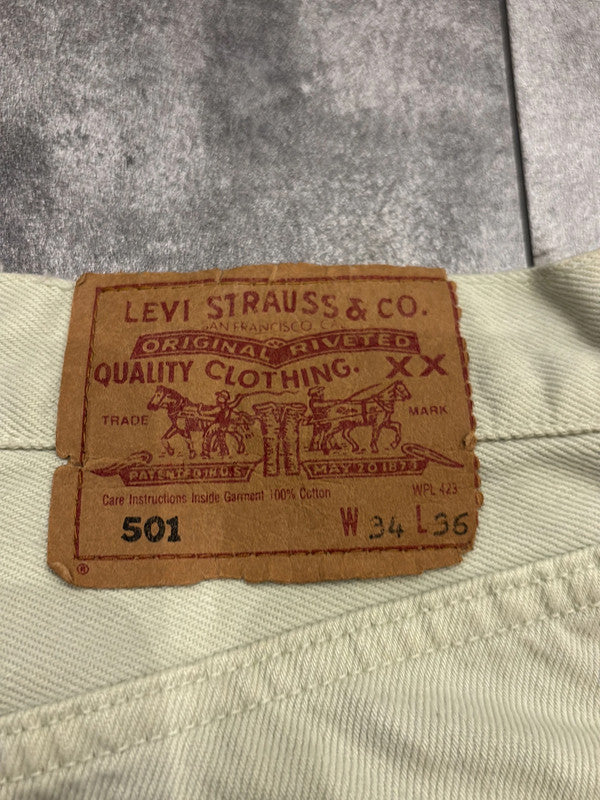 LEVI STRAUSS & CO.
SAN FRANCISCO, CAL
ORIGINAL RIVETED
QUALITY CLOTHING. XX
TRADE MARK
PATENTED IN U.S. MAY 20 1873
Care Instructions Inside Garment 100% Cotton WPL 423
501 W 34 L 36
®